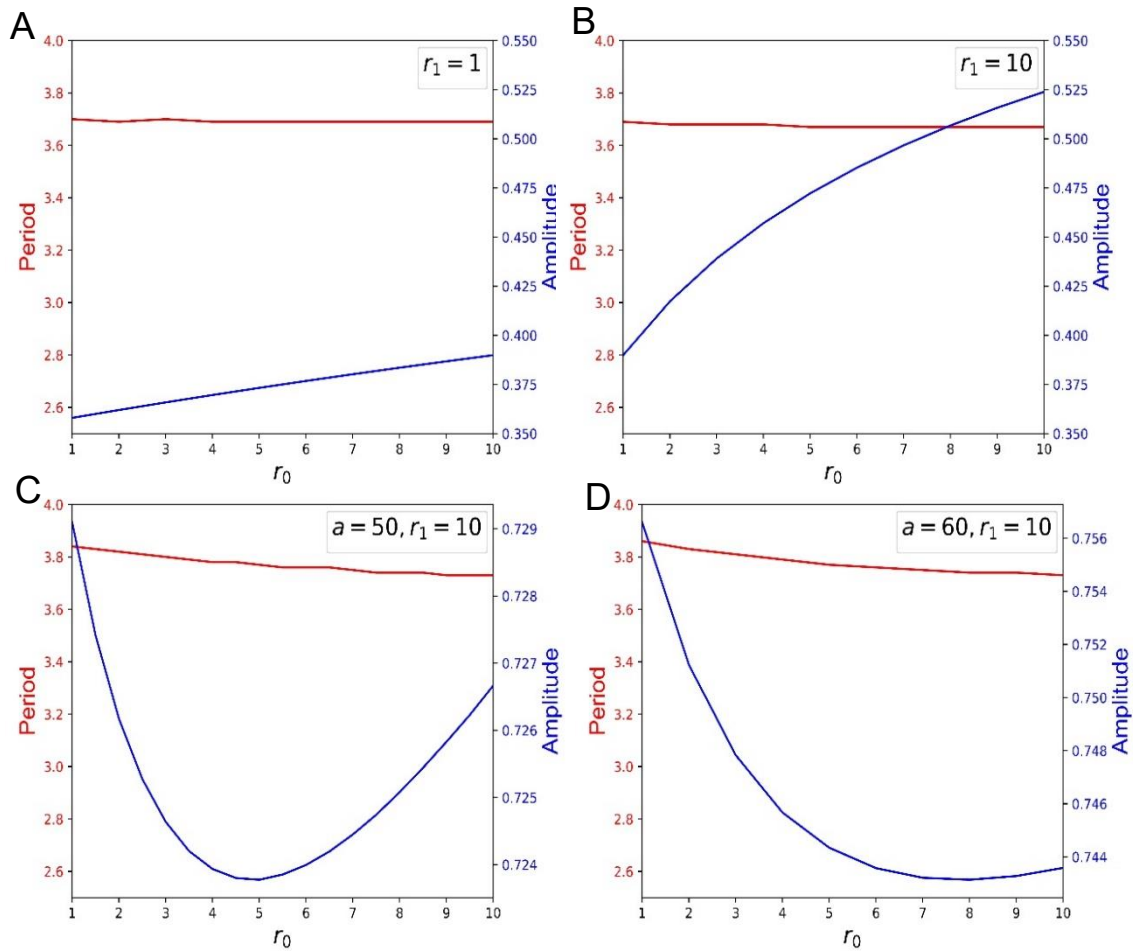 A
r₁ = 1
Period
4.0
3.8
3.6
3.4
3.2
3.0
2.8
2.6
Amplitude
0.550
0.525
0.500
0.475
0.450
0.425
0.400
0.375
0.350
1 2 3 4 5 6 7 8 9 10
r₀
B
r₁ = 10
Period
4.0
3.8
3.6
3.4
3.2
3.0
2.8
2.6
Amplitude
0.550
0.525
0.500
0.475
0.450
0.425
0.400
0.375
0.350
1 2 3 4 5 6 7 8 9 10
r₀
C
a = 50, r₁ = 10
Period
4.0
3.8
3.6
3.4
3.2
3.0
2.8
2.6
Amplitude
0.729
0.728
0.727
0.726
0.725
0.724
1 2 3 4 5 6 7 8 9 10
r₀
D
a = 60, r₁ = 10
Period
4.0
3.8
3.6
3.4
3.2
3.0
2.8
2.6
Amplitude
0.756
0.754
0.752
0.750
0.748
0.746
0.744
1 2 3 4 5 6 7 8 9 10
r₀